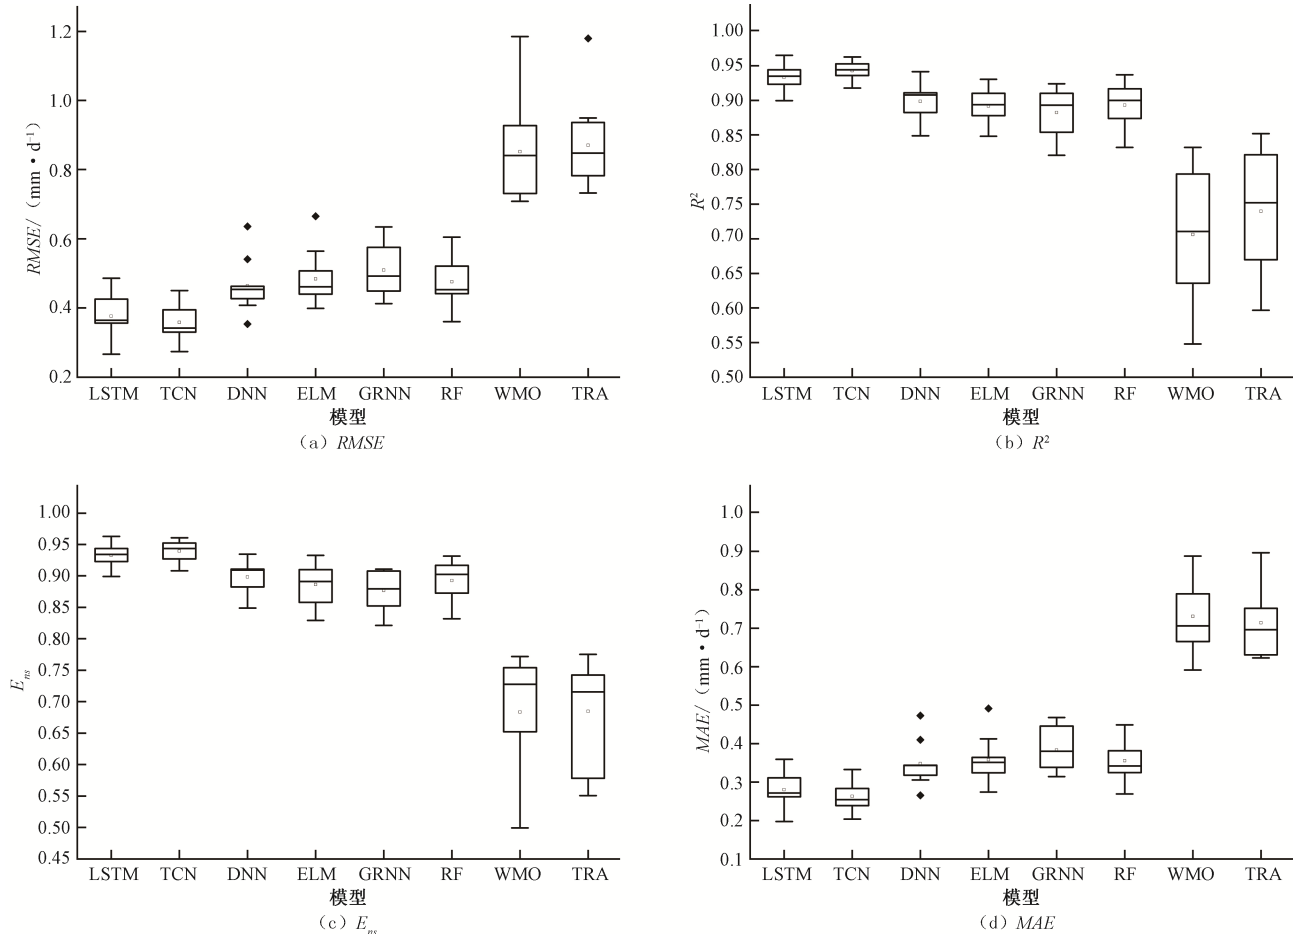 1.2
1.0
0.8
0.6
0.4
0.2
RMSE/（mm·d⁻¹）
LSTM TCN DNN ELM GRNN RF WMO TRA
模型
（a）RMSE
1.00
0.95
0.90
0.85
0.80
0.75
0.70
0.65
0.60
0.55
0.50
R²
LSTM TCN DNN ELM GRNN RF WMO TRA
模型
（b）R²
1.00
0.95
0.90
0.85
0.80
0.75
0.70
0.65
0.60
0.55
0.50
0.45
Eₙₛ
LSTM TCN DNN ELM GRNN RF WMO TRA
模型
（c）Eₙₛ
1.0
0.9
0.8
0.7
0.6
0.5
0.4
0.3
0.2
0.1
MAE/（mm·d⁻¹）
LSTM TCN DNN ELM GRNN RF WMO TRA
模型
（d）MAE